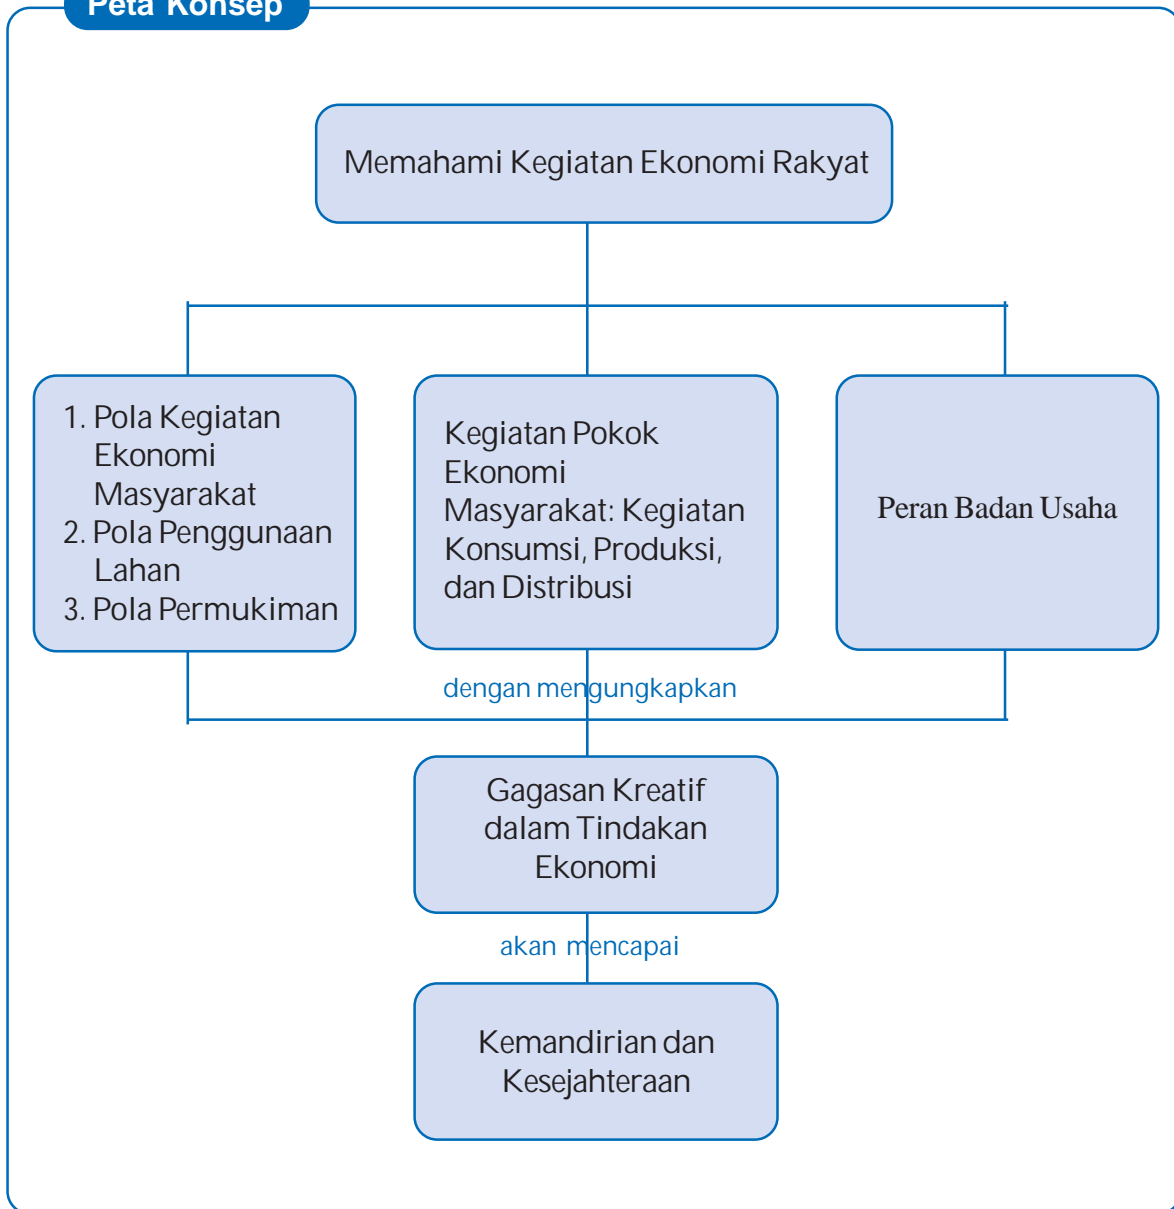 Peta Konsep
Memahami Kegiatan Ekonomi Rakyat
1. Pola Kegiatan
Ekonomi
Masyarakat
2. Pola Penggunaan
Lahan
3. Pola Permukiman
Kegiatan Pokok
Ekonomi
Masyarakat: Kegiatan
Konsumsi, Produksi,
dan Distribusi
Peran Badan Usaha
dengan mengungkapkan
Gagasan Kreatif
dalam Tindakan
Ekonomi
akan mencapai
Kemandirian dan
Kesejahteraan